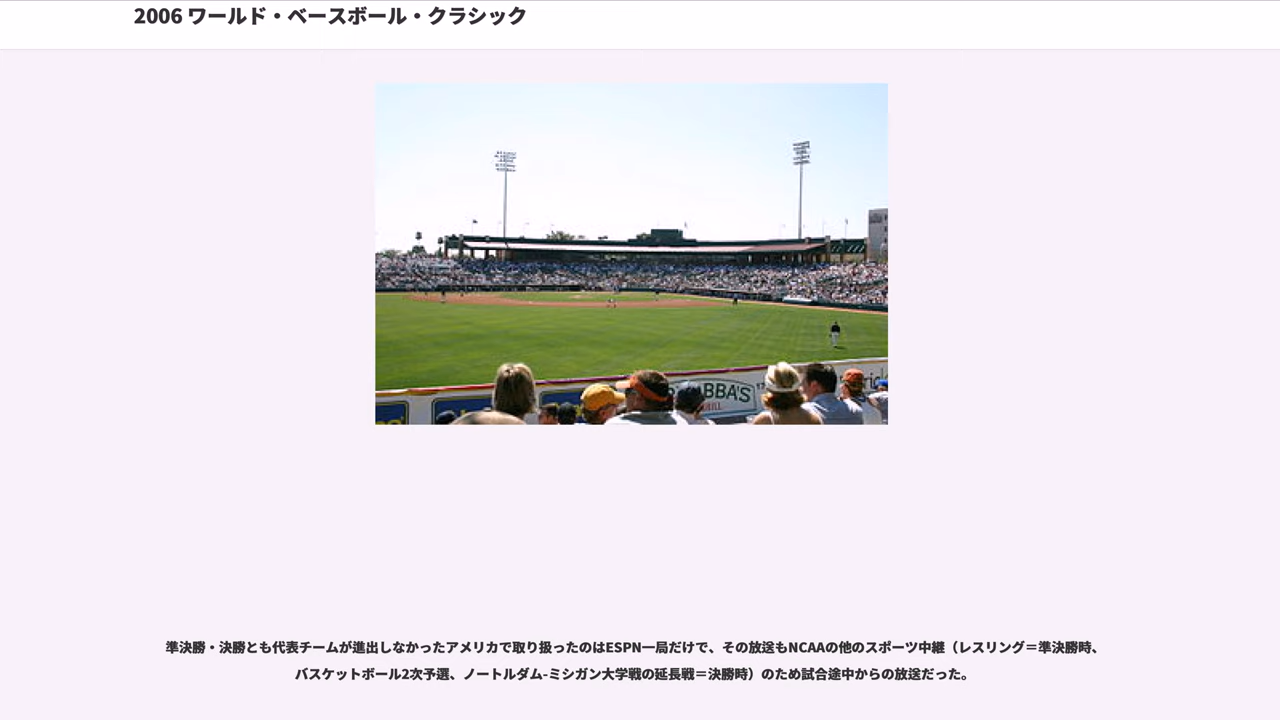 2006 ワールド・ベースボール・クラシック
ABBA'S
準決勝・決勝とも代表チームが進出しなかったアメリカで取り扱ったのはESPN一局だけで、その放送もNCAAの他のスポーツ中継（レスリング＝準決勝時、
バスケットボール2次予選、ノートルダム-ミシガン大学戦の延長戦＝決勝時）のため試合途中からの放送だった。